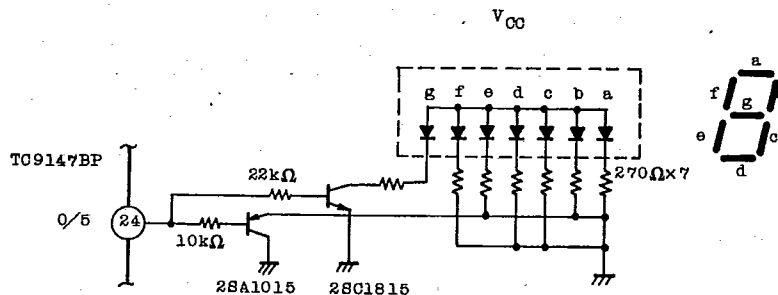 VCC
g f e d c b a
a
f
g
e
c
d
TC9147BP
22kΩ
270Ω×7
0/5
24
10kΩ
2SA1015
2SC1815